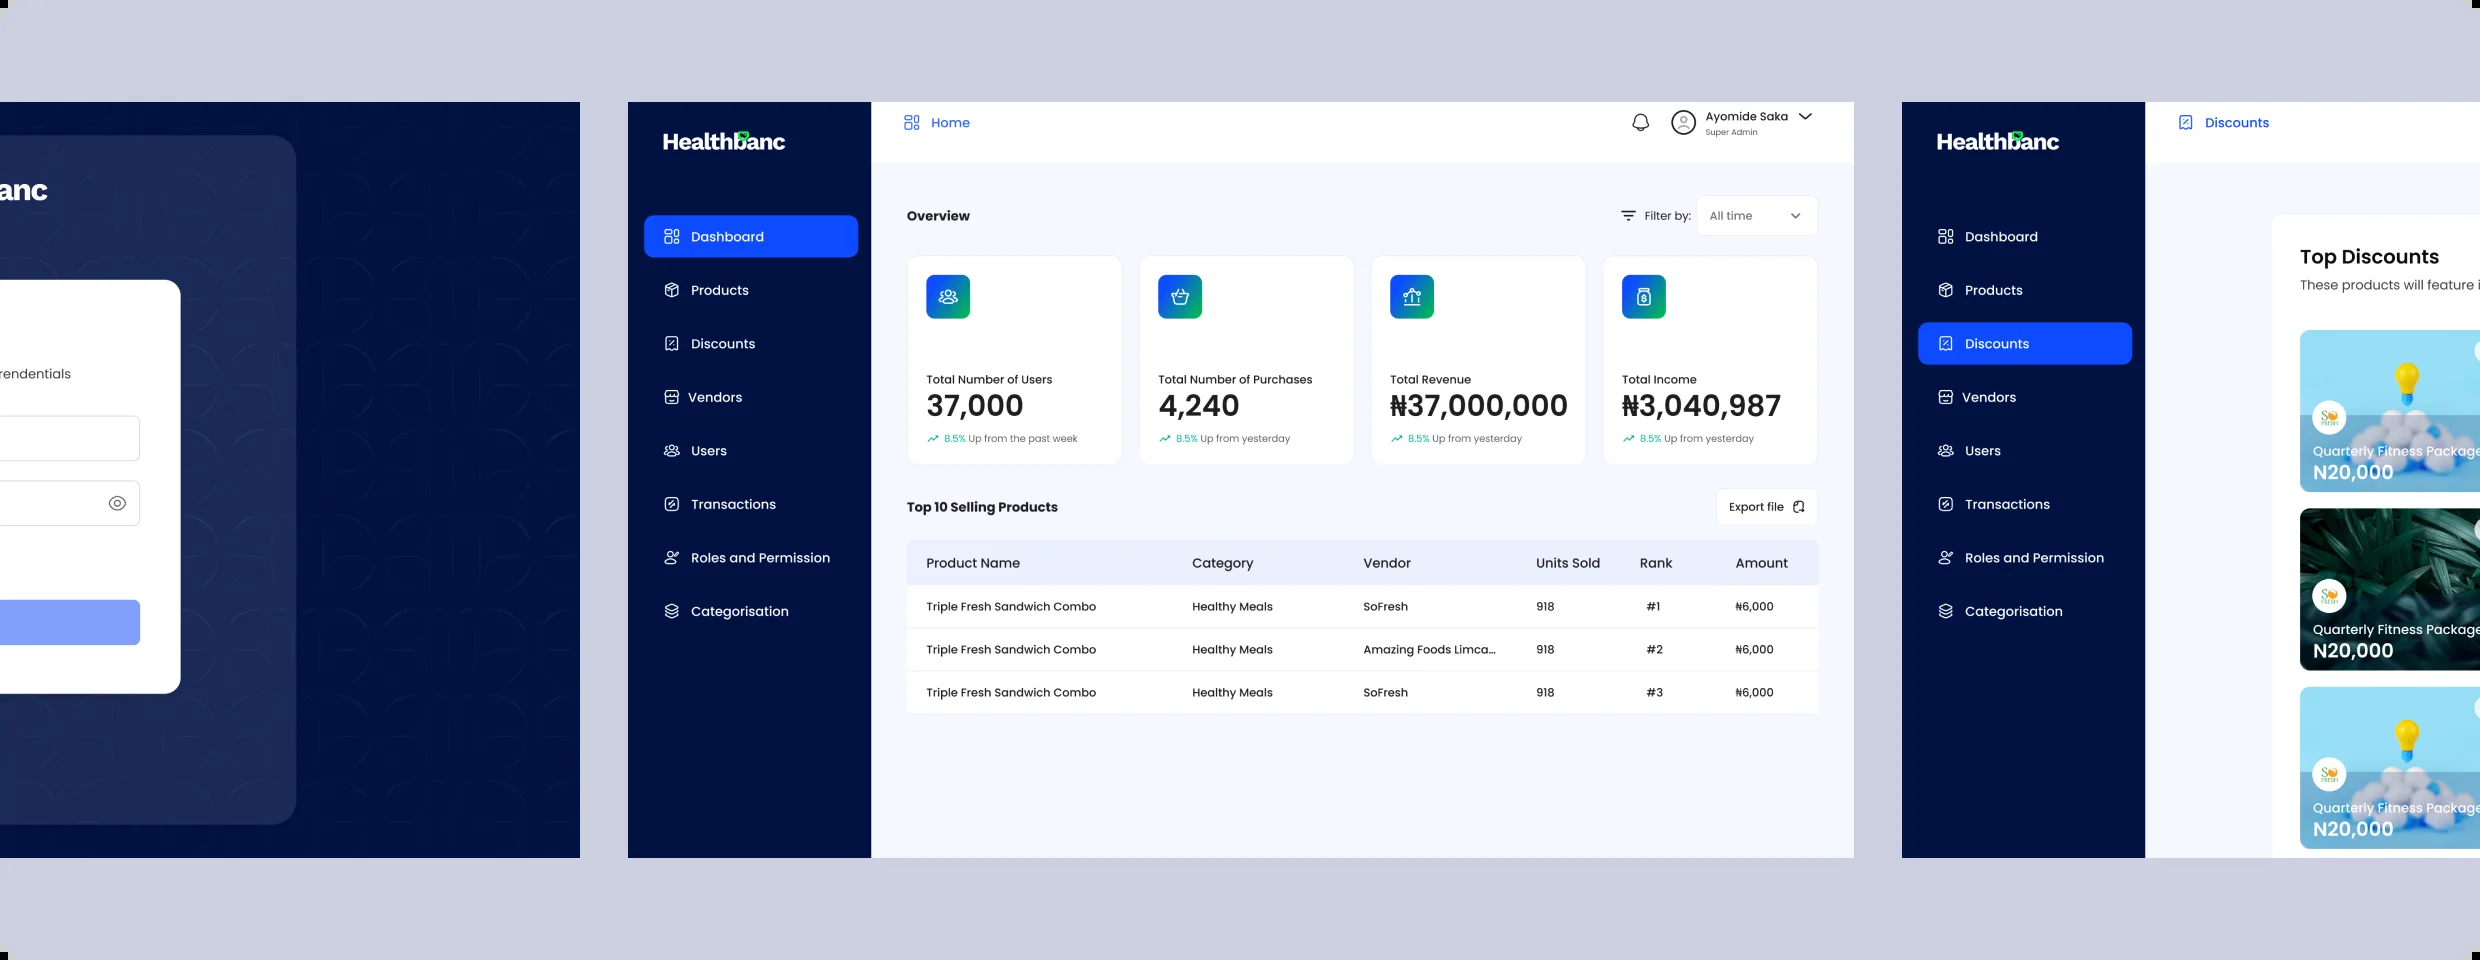 anc
rendentials
Healthbanc
Dashboard
Products
Discounts
Vendors
Users
Transactions
Roles and Permission
Categorisation
Home
Ayomide Saka
Super Admin
Overview
Filter by:
All time
Total Number of Users
37,000
8.5% Up from the past week
Total Number of Purchases
4,240
8.5% Up from yesterday
Total Revenue
₦37,000,000
8.5% Up from yesterday
Total Income
₦3,040,987
8.5% Up from yesterday
Top 10 Selling Products
Export file
Product Name Category Vendor Units Sold Rank Amount
Triple Fresh Sandwich Combo Healthy Meals SoFresh 918 #1 ₦6,000
Triple Fresh Sandwich Combo Healthy Meals Amazing Foods Limca... 918 #2 ₦6,000
Triple Fresh Sandwich Combo Healthy Meals SoFresh 918 #3 ₦6,000
Healthbanc
Dashboard
Products
Discounts
Vendors
Users
Transactions
Roles and Permission
Categorisation
Discounts
Top Discounts
These products will feature i
SO
FRESH
Quarterly Fitness Package
N20,000
SO
FRESH
Quarterly Fitness Package
N20,000
SO
FRESH
Quarterly Fitness Package
N20,000